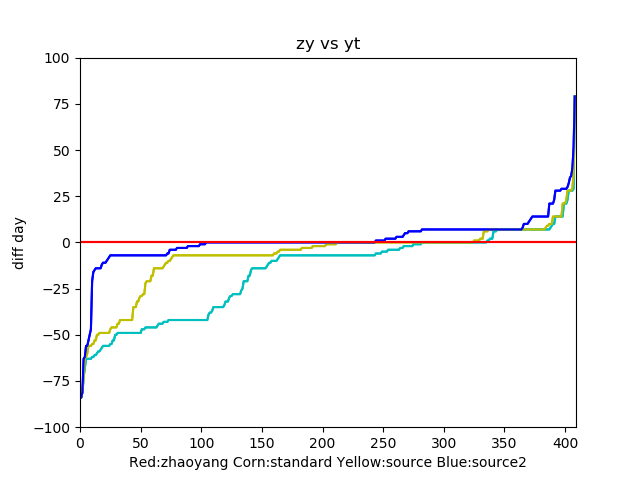 zy vs yt
100
75
50
25
0
−25
−50
−75
−100
diff day
0 50 100 150 200 250 300 350 400
Red:zhaoyang Corn:standard Yellow:source Blue:source2